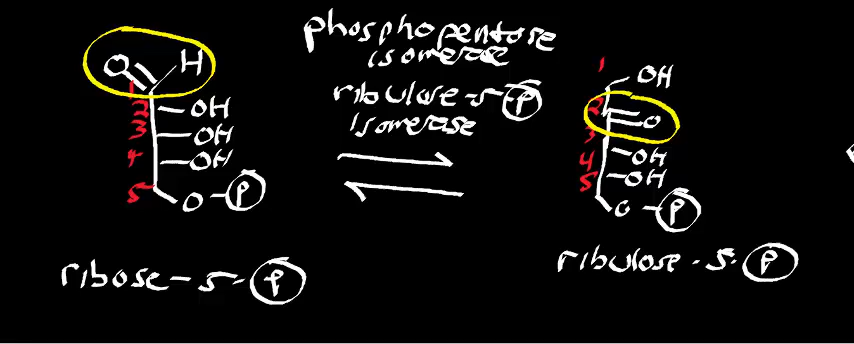 phosphopentose
isomerase
ribulose-5-P
isomerase
O H
1
2 OH
3 OH
4 OH
5 O-P
1 OH
2 O
3
4 OH
5 OH
O-P
ribose-5-P
ribulose-5-P